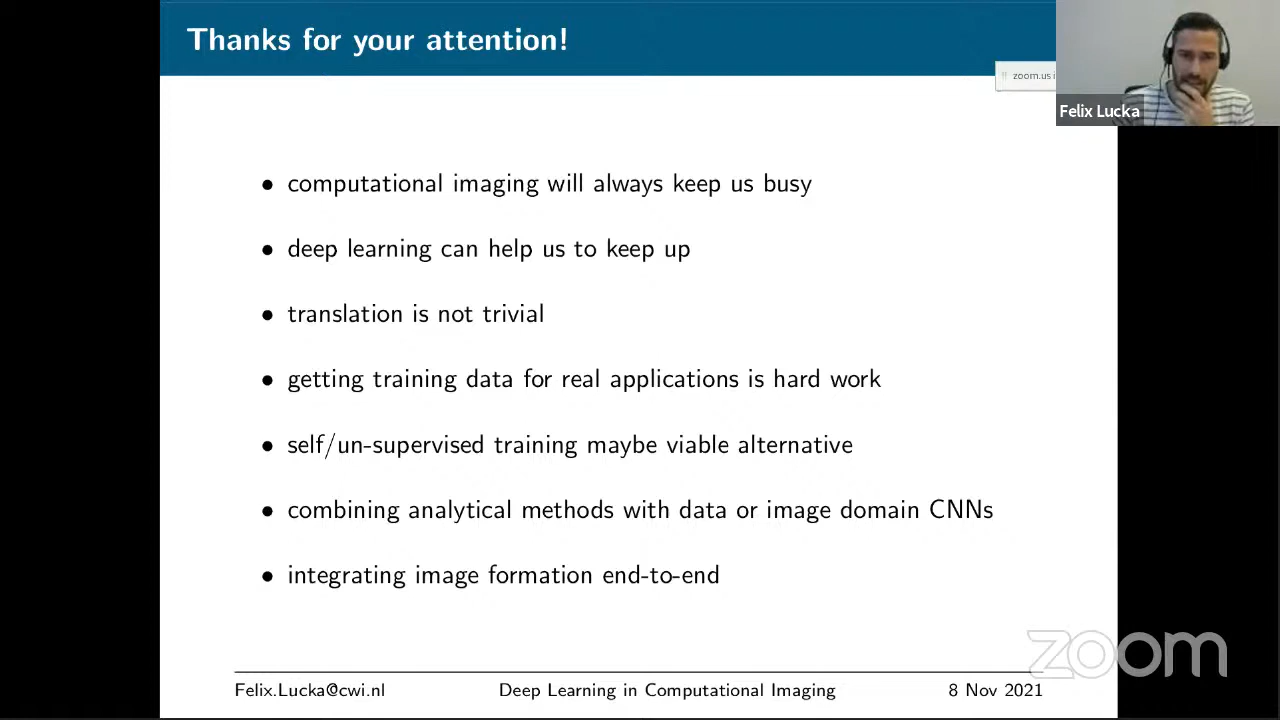 Thanks for your attention!
zoom.us i
Felix Lucka
• computational imaging will always keep us busy
• deep learning can help us to keep up
• translation is not trivial
• getting training data for real applications is hard work
• self/un-supervised training maybe viable alternative
• combining analytical methods with data or image domain CNNs
• integrating image formation end-to-end
zoom
Felix.Lucka@cwi.nl Deep Learning in Computational Imaging 8 Nov 2021